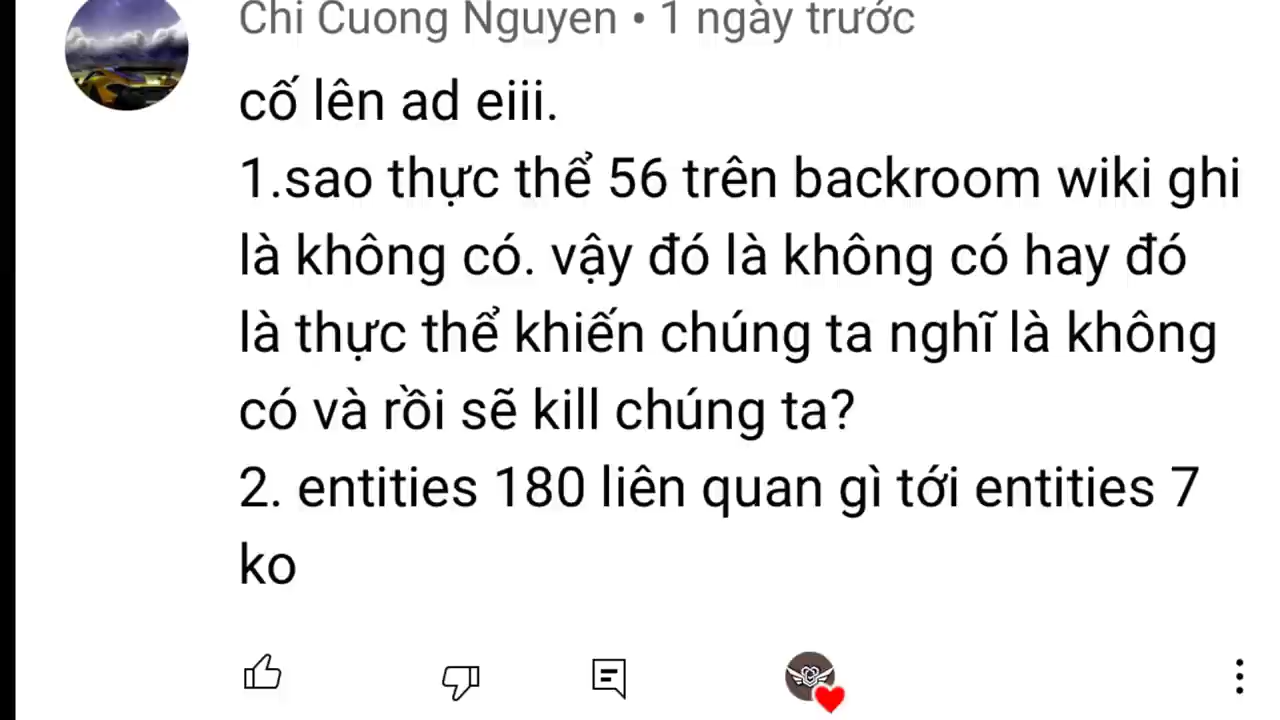 Chi Cuong Nguyen • 1 ngày trước
cố lên ad eiii.
1.sao thực thể 56 trên backroom wiki ghi
là không có. vậy đó là không có hay đó
là thực thể khiến chúng ta nghĩ là không
có và rồi sẽ kill chúng ta?
2. entities 180 liên quan gì tới entities 7
ko